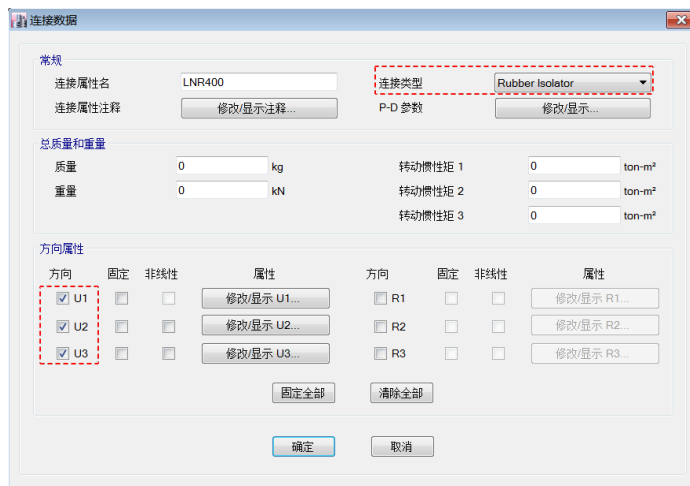 连接数据
常规
连接属性名 LNR400 连接类型 Rubber Isolator
连接属性注释 修改/显示注释... P-D 参数 修改/显示...
总质量和重量
质量 0 kg 转动惯性矩 1 0 ton-m²
重量 0 kN 转动惯性矩 2 0 ton-m²
转动惯性矩 3 0 ton-m²
方向属性
方向 固定 非线性 属性 方向 固定 非线性 属性
U1 修改/显示 U1... R1 修改/显示 R1...
U2 修改/显示 U2... R2 修改/显示 R2...
U3 修改/显示 U3... R3 修改/显示 R3...
固定全部 清除全部
确定 取消